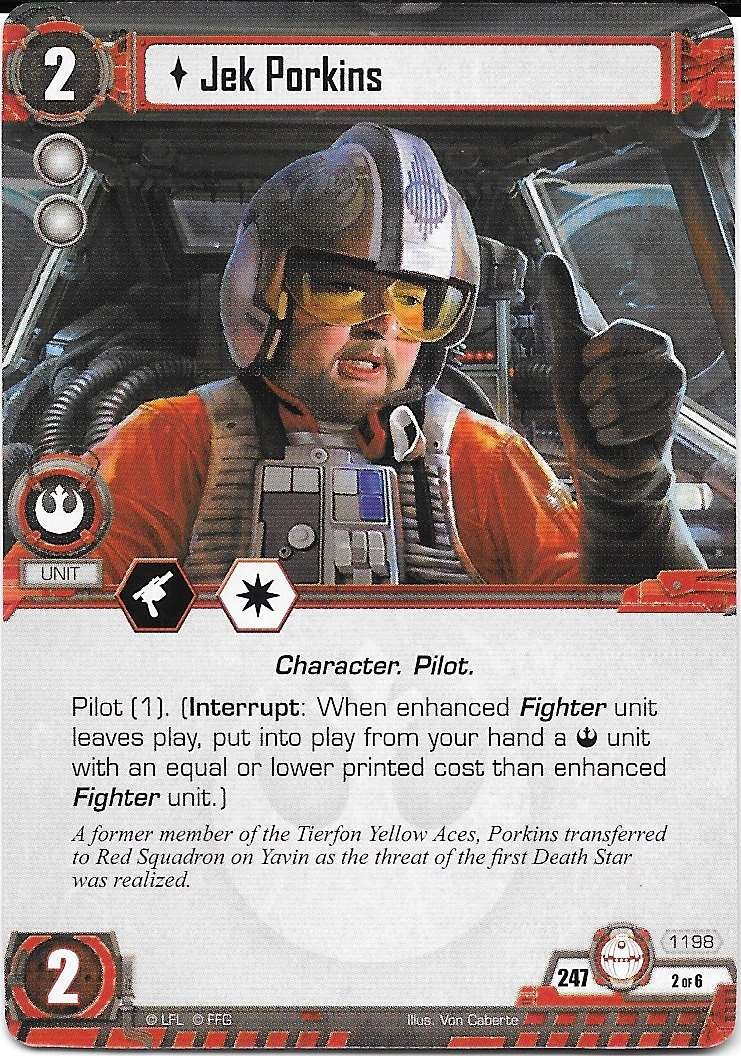 2
Jek Porkins
UNIT
Character. Pilot.
Pilot (1). (Interrupt: When enhanced Fighter unit
leaves play, put into play from your hand a unit
with an equal or lower printed cost than enhanced
Fighter unit.)
A former member of the Tierfon Yellow Aces, Porkins transferred
to Red Squadron on Yavin as the threat of the first Death Star
was realized.
2
© LFL © FFG
Illus. Von Caberte
247
1198
2 OF 6